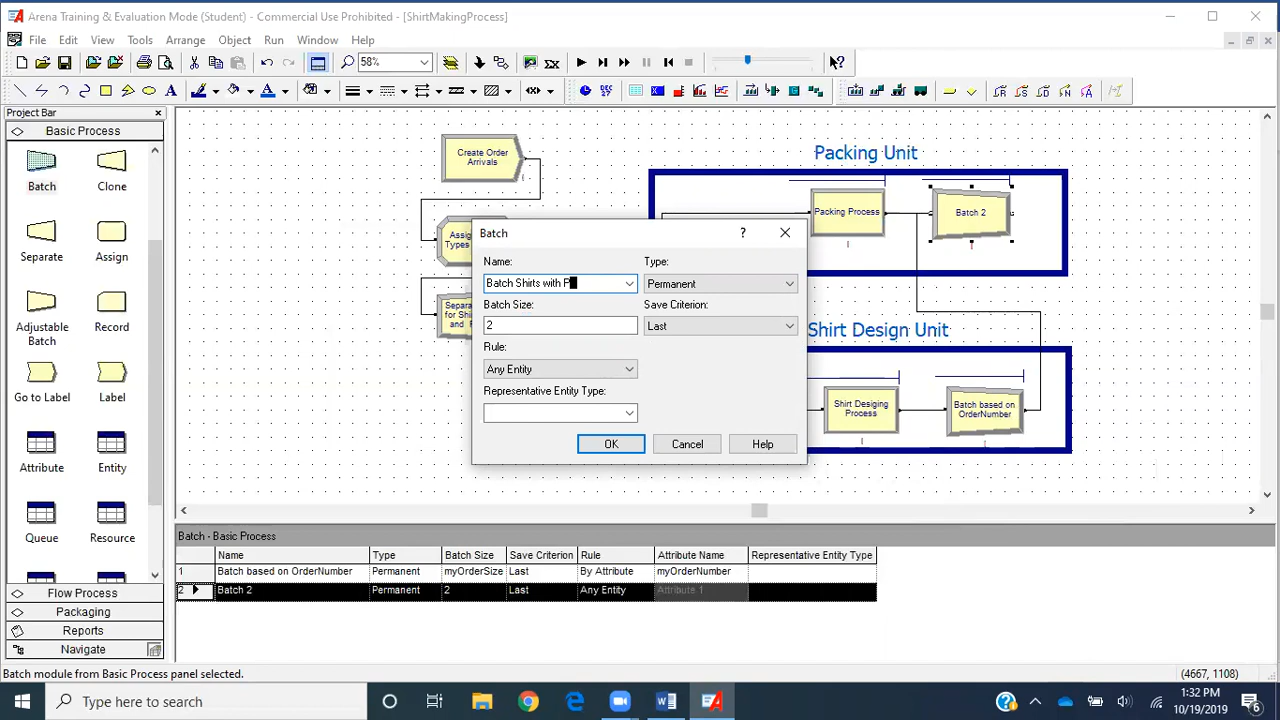 Arena Training & Evaluation Mode (Student) - Commercial Use Prohibited - [ShirtMakingProcess]
File Edit View Tools Arrange Object Run Window Help
58%
Project Bar
Basic Process
Batch Clone
Separate Assign
Adjustable Batch Record
Go to Label Label
Attribute Entity
Queue Resource
Flow Process
Packaging
Reports
Navigate
Create Order Arrivals
Packing Unit
Packing Process
Batch 2
Shirt Design Unit
Shirt Desiging Process
Batch based on OrderNumber
Batch
Name: Type:
Batch Shirts with P Permanent
Batch Size: Save Criterion:
2 Last
Rule:
Any Entity
Representative Entity Type:
OK Cancel Help
Batch - Basic Process
Name Type Batch Size Save Criterion Rule Attribute Name Representative Entity Type
1 Batch based on OrderNumber Permanent myOrderSize Last By Attribute myOrderNumber
2 Batch 2 Permanent 2 Last Any Entity Attribute 1
Batch module from Basic Process panel selected. (4667, 1108)
Type here to search
1:32 PM
10/19/2019
6